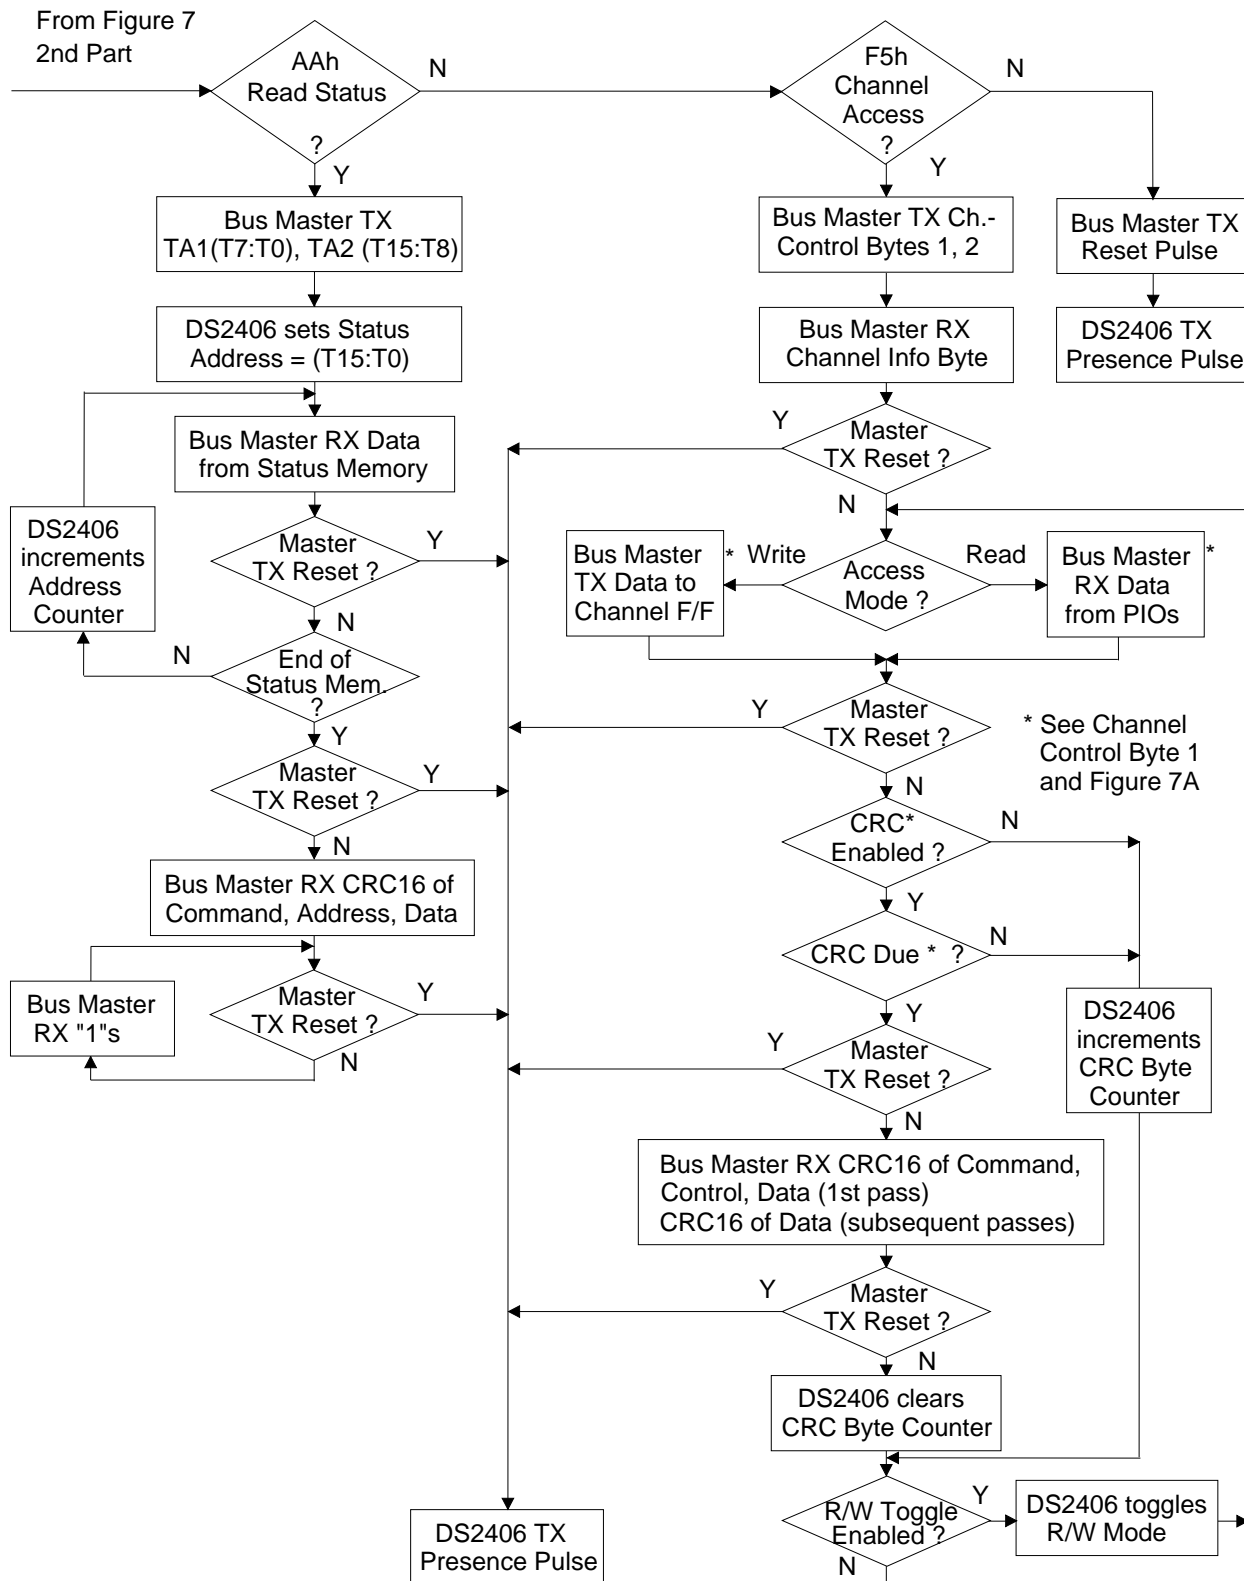 From Figure 7
2nd Part
AAh
Read Status
?
N
Y
F5h
Channel
Access
?
N
Y
Bus Master TX
TA1(T7:T0), TA2 (T15:T8)
Bus Master TX Ch.-
Control Bytes 1, 2
Bus Master TX
Reset Pulse
DS2406 sets Status
Address = (T15:T0)
Bus Master RX
Channel Info Byte
DS2406 TX
Presence Pulse
Bus Master RX Data
from Status Memory
Y
Master
TX Reset ?
N
DS2406
increments
Address
Counter
Master
TX Reset ?
Y
N
Bus Master
TX Data to
Channel F/F
* Write
Access
Mode ?
Read
Bus Master
RX Data
from PIOs
*
N
End of
Status Mem.
?
Y
Y
Master
TX Reset ?
N
* See Channel
Control Byte 1
and Figure 7A
Master
TX Reset ?
Y
N
CRC*
Enabled ?
N
Y
Bus Master RX CRC16 of
Command, Address, Data
CRC Due * ?
N
Y
Bus Master
RX "1"s
Master
TX Reset ?
Y
N
Y
Master
TX Reset ?
N
DS2406
increments
CRC Byte
Counter
Bus Master RX CRC16 of Command,
Control, Data (1st pass)
CRC16 of Data (subsequent passes)
Y
Master
TX Reset ?
N
DS2406 clears
CRC Byte Counter
R/W Toggle
Enabled ?
Y
N
DS2406 toggles
R/W Mode
DS2406 TX
Presence Pulse